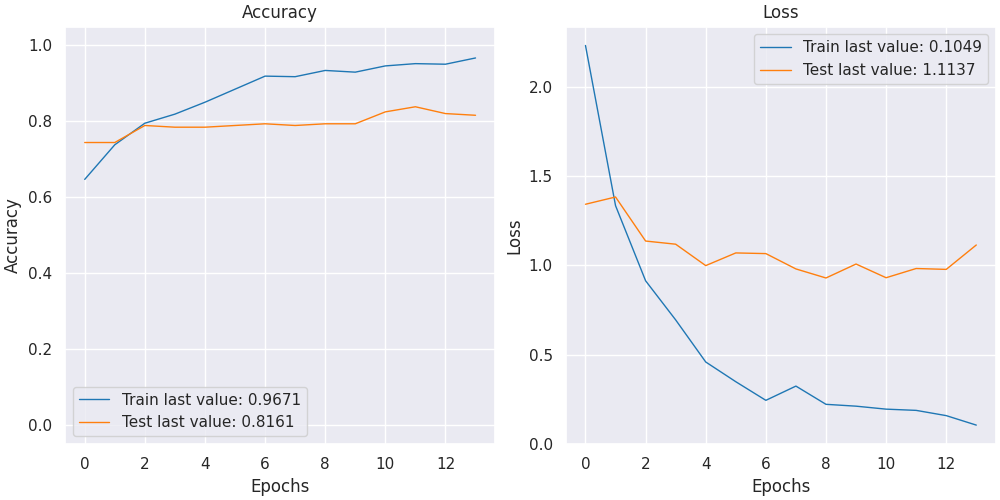 Accuracy
1.0
0.8
0.6
0.4
0.2
0.0
Accuracy
Train last value: 0.9671
Test last value: 0.8161
0 2 4 6 8 10 12
Epochs
Loss
2.0
1.5
1.0
0.5
0.0
Loss
Train last value: 0.1049
Test last value: 1.1137
0 2 4 6 8 10 12
Epochs